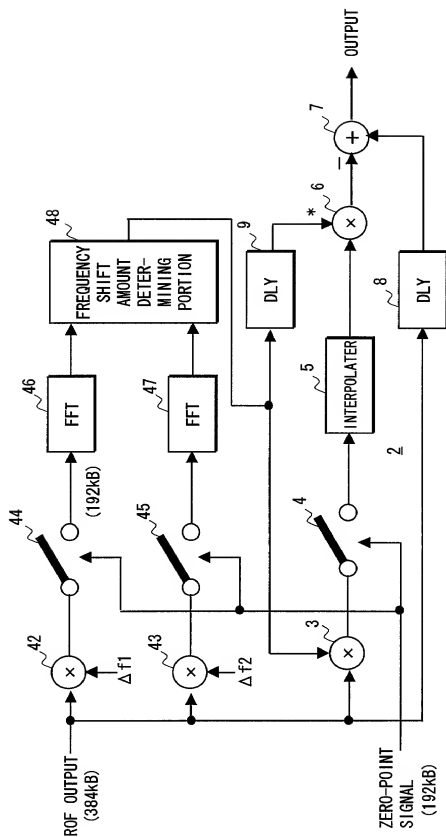 ROF OUTPUT
(384kB)
42
×
Δf1
44
(192kB)
46
FFT
48
FREQUENCY
SHIFT
AMOUNT
DETER-
MINING
PORTION
43
×
Δf2
45
47
FFT
9
DLY
*
3
×
4
5
INTERPOLATER
6
×
−
7
+
OUTPUT
2
8
DLY
ZERO-POINT
SIGNAL
(192kB)